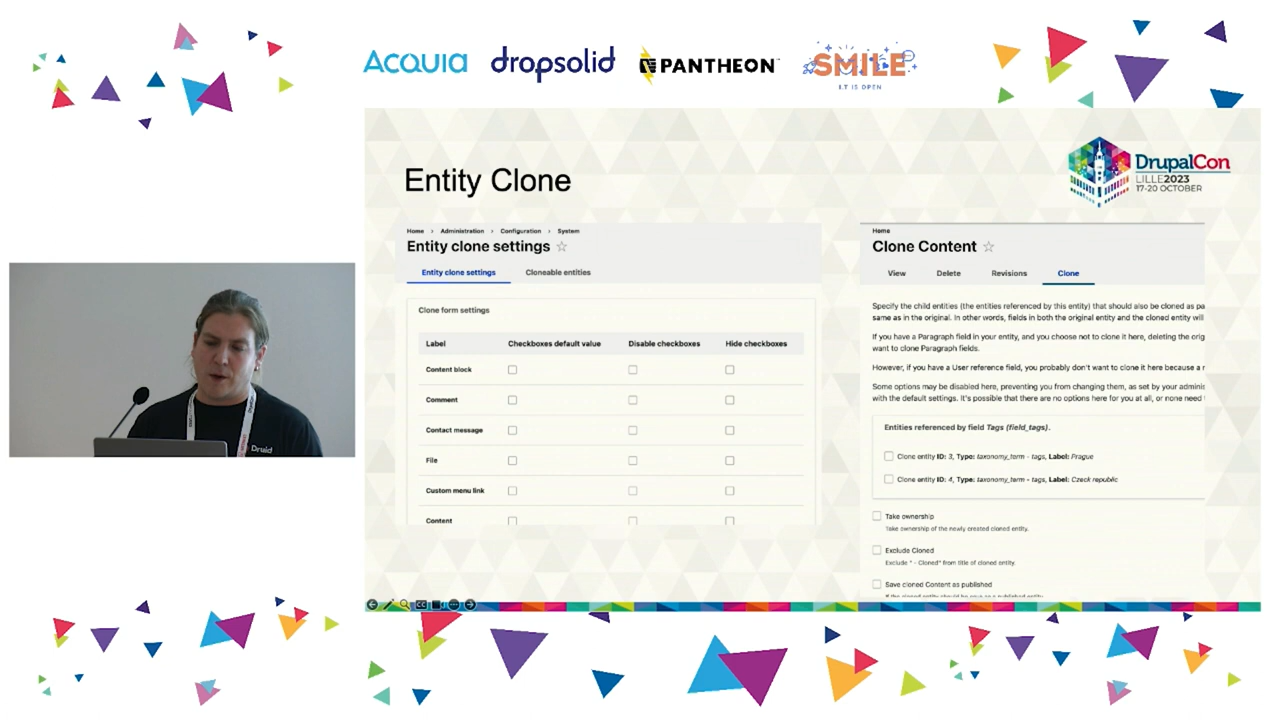 ACQUIA dropsolid PANTHEON SMILE
I.T IS OPEN
DrupalCon
LILLE2023
17-20 OCTOBER
Entity Clone
Home > Administration > Configuration > System
Entity clone settings ☆
Entity clone settings Cloneable entities
Clone form settings
Label Checkboxes default value Disable checkboxes Hide checkboxes
Content block
Comment
Contact message
File
Custom menu link
Content
Home
Clone Content ☆
View Delete Revisions Clone
Specify the child entities (the entities referenced by this entity) that should also be cloned as pa
same as in the original. In other words, fields in both the original entity and the cloned entity will
If you have a Paragraph field in your entity, and you choose not to clone it here, deleting the orig
want to clone Paragraph fields.
However, if you have a User reference field, you probably don't want to clone it here because a r
Some options may be disabled here, preventing you from changing them, as set by your adminis
with the default settings. It's possible that there are no options here for you at all, or none need
Entities referenced by field Tags (field_tags).
Clone entity ID: 3, Type: taxonomy_term - tags, Label: Prague
Clone entity ID: 4, Type: taxonomy_term - tags, Label: Czech republic
Take ownership
Take ownership of the newly created cloned entity.
Exclude Cloned
Exclude " - Cloned" from title of cloned entity.
Save cloned Content as published
Druid